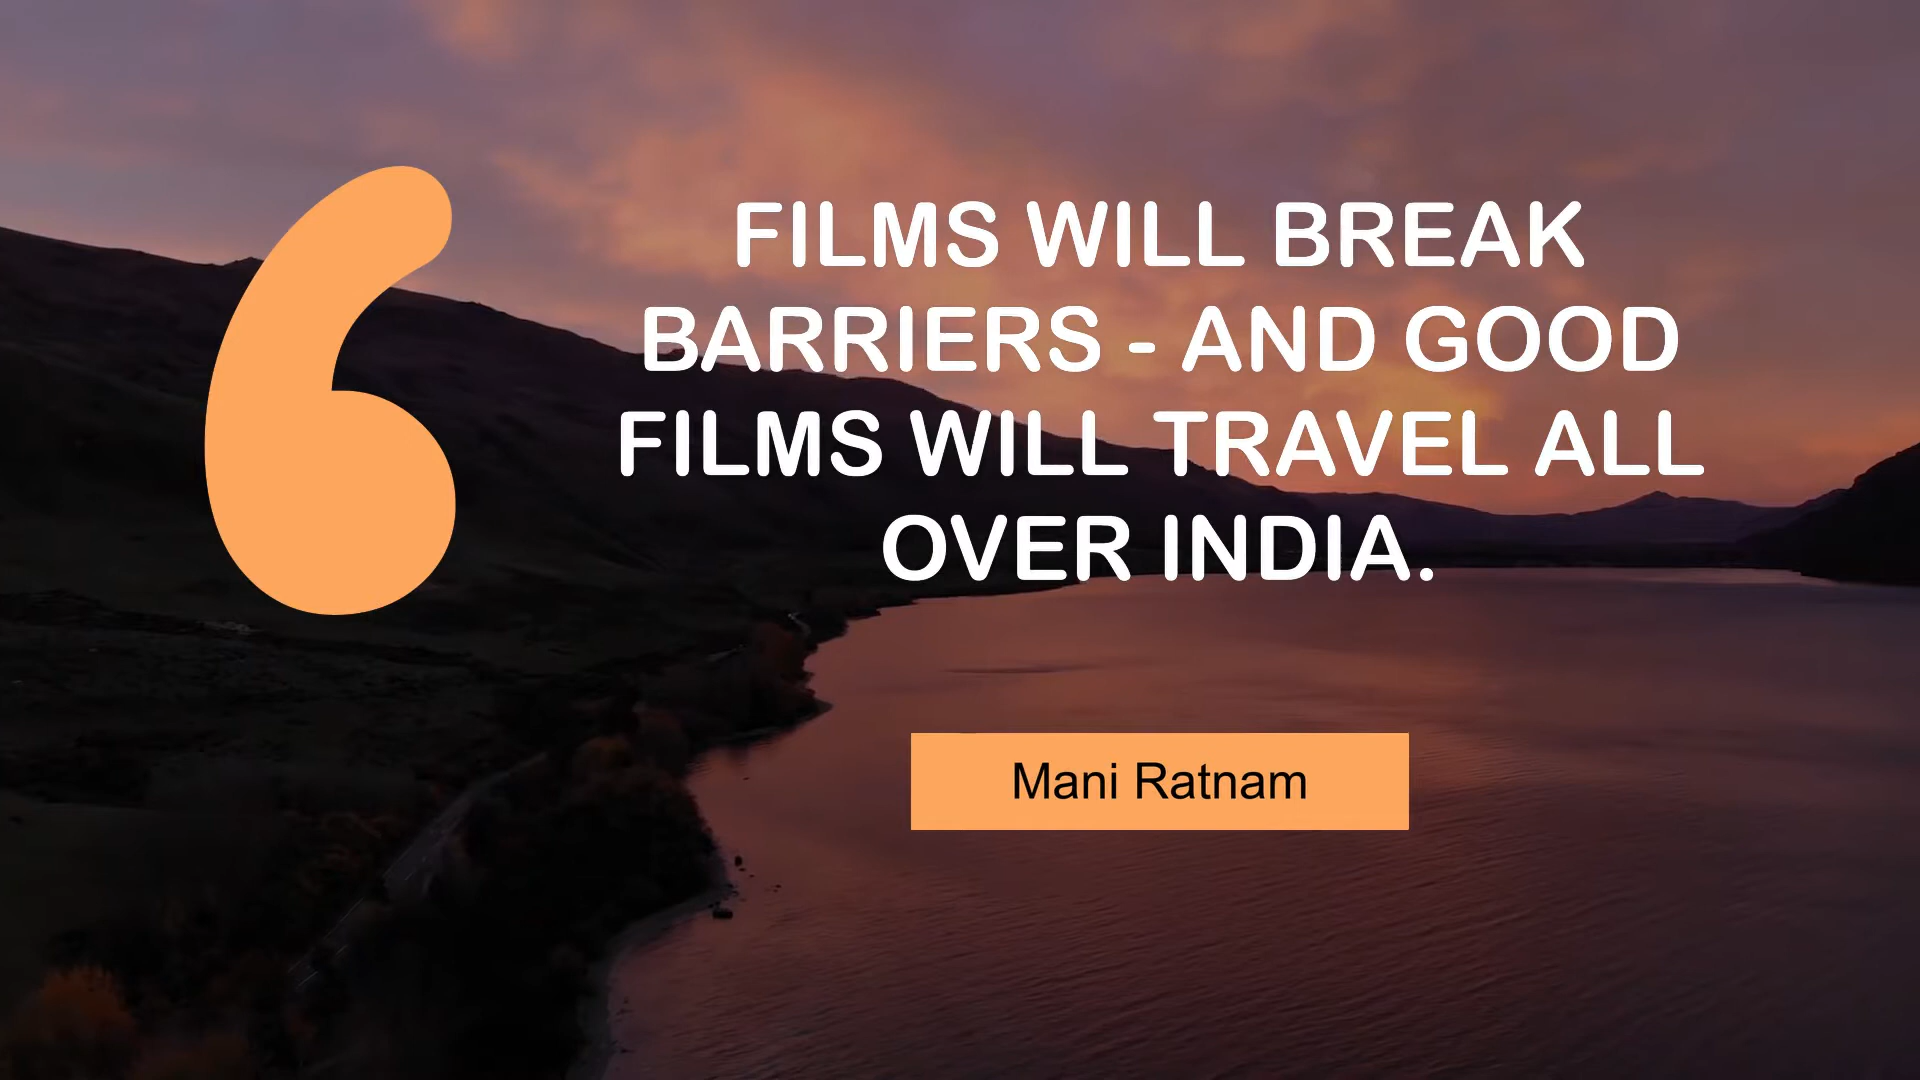 FILMS WILL BREAK
BARRIERS - AND GOOD
FILMS WILL TRAVEL ALL
OVER INDIA.
Mani Ratnam